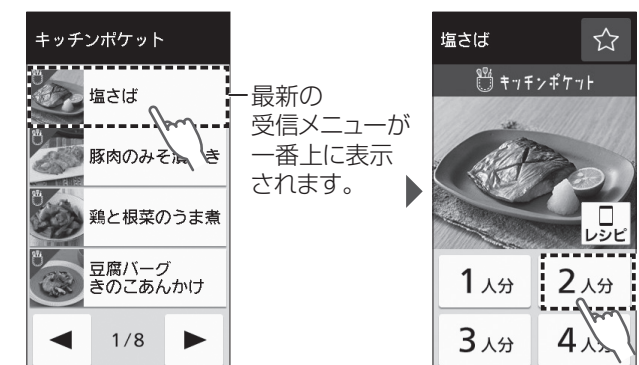 キッチンポケット
塩さば
豚肉のみそ
き
鶏と根菜のうま煮
豆腐バーグ
きのこあんかけ
◀ 1/8 ▶
最新の
受信メニューが
一番上に表示
されます。
塩さば
キッチンポケット
レシピ
1人分
2人分
3人分
4人